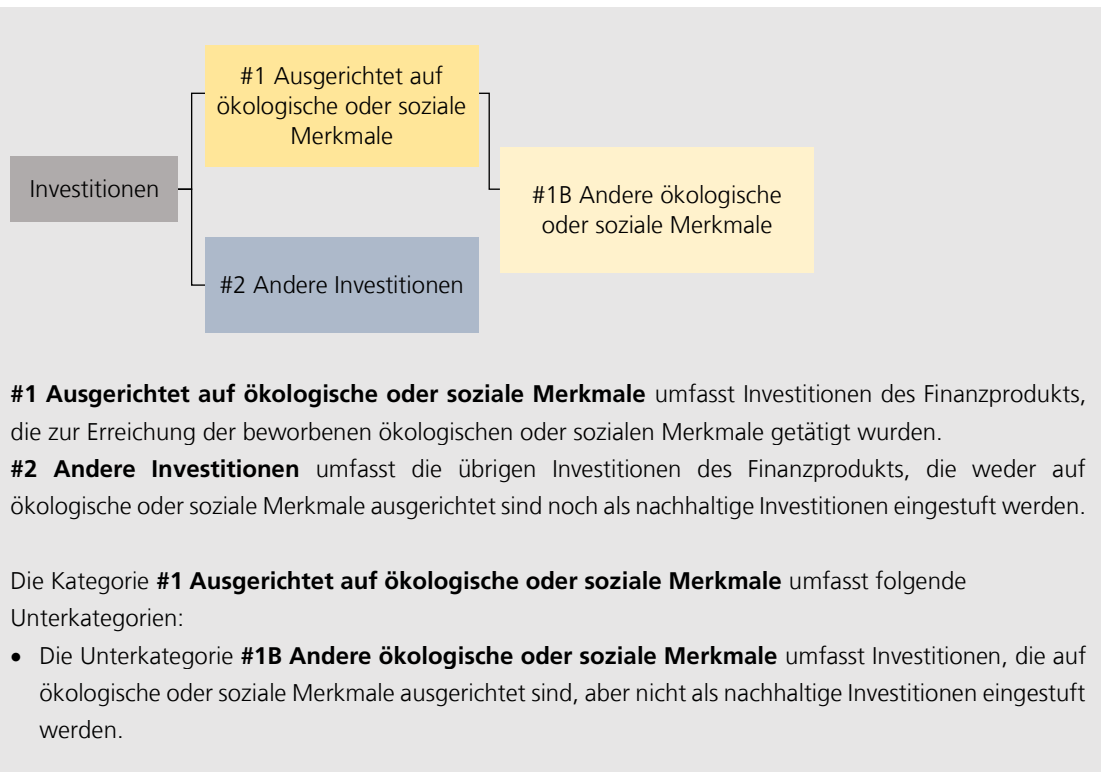 #1 Ausgerichtet auf
ökologische oder soziale
Merkmale
Investitionen
#1B Andere ökologische
oder soziale Merkmale
#2 Andere Investitionen
#1 Ausgerichtet auf ökologische oder soziale Merkmale umfasst Investitionen des Finanzprodukts,
die zur Erreichung der beworbenen ökologischen oder sozialen Merkmale getätigt wurden.
#2 Andere Investitionen umfasst die übrigen Investitionen des Finanzprodukts, die weder auf
ökologische oder soziale Merkmale ausgerichtet sind noch als nachhaltige Investitionen eingestuft werden.
Die Kategorie #1 Ausgerichtet auf ökologische oder soziale Merkmale umfasst folgende
Unterkategorien:
• Die Unterkategorie #1B Andere ökologische oder soziale Merkmale umfasst Investitionen, die auf
ökologische oder soziale Merkmale ausgerichtet sind, aber nicht als nachhaltige Investitionen eingestuft
werden.